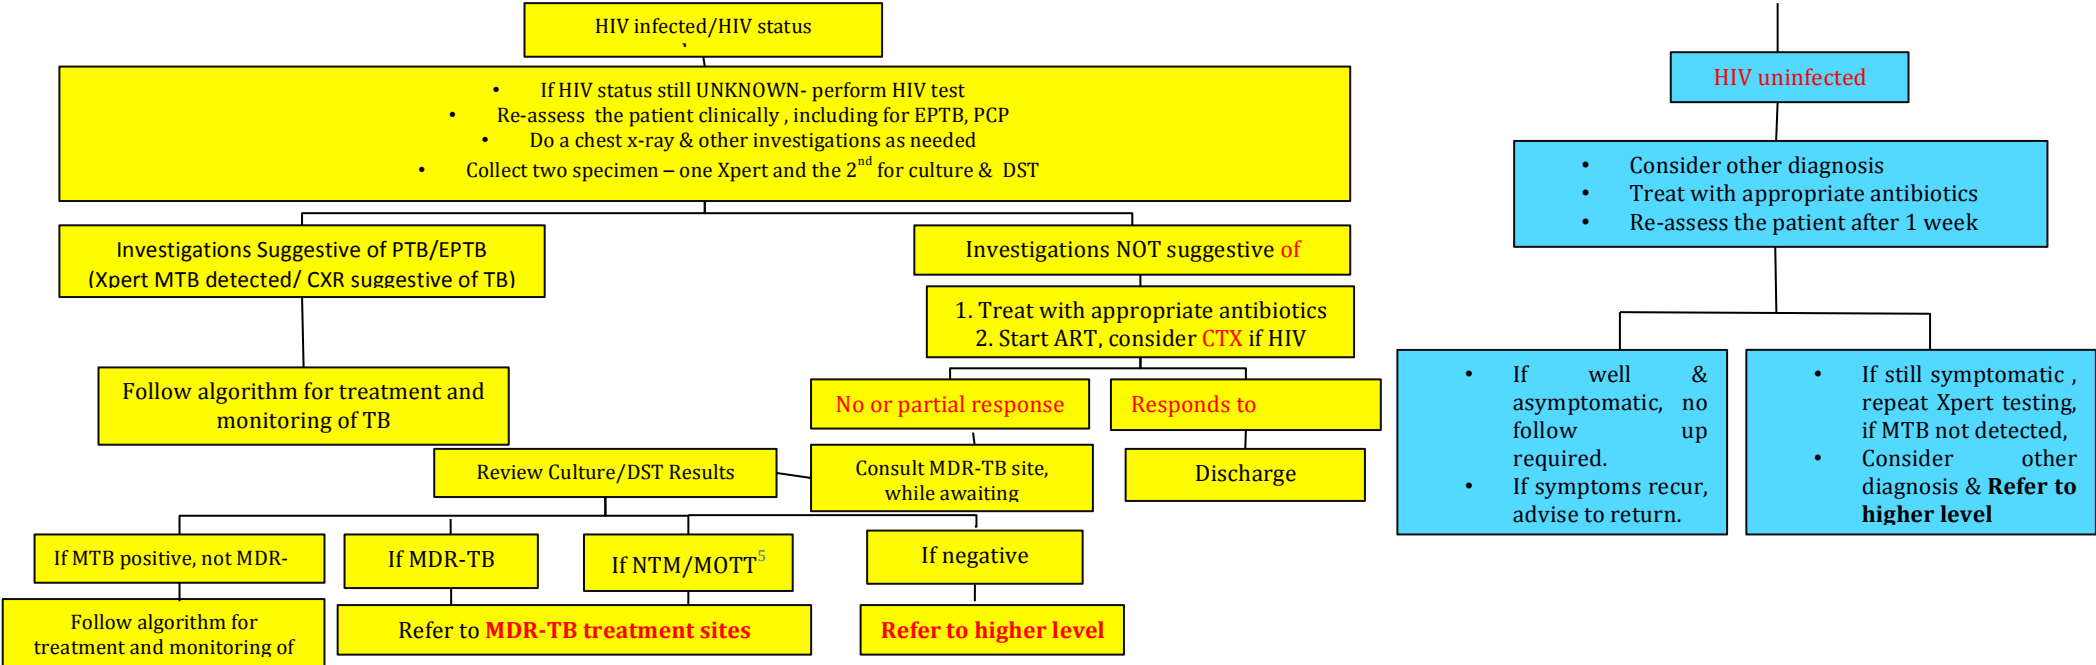 HIV infected/HIV status
• If HIV status still UNKNOWN- perform HIV test
• Re-assess the patient clinically , including for EPTB, PCP
• Do a chest x-ray & other investigations as needed
• Collect two specimen – one Xpert and the 2nd for culture & DST
Investigations Suggestive of PTB/EPTB
(Xpert MTB detected/ CXR suggestive of TB)
Investigations NOT suggestive of
1. Treat with appropriate antibiotics
2. Start ART, consider CTX if HIV
Follow algorithm for treatment and
monitoring of TB
No or partial response
Responds to
Review Culture/DST Results
Consult MDR-TB site,
while awaiting
Discharge
If MTB positive, not MDR-
If MDR-TB
If NTM/MOTT5
If negative
Follow algorithm for
treatment and monitoring of
Refer to MDR-TB treatment sites
Refer to higher level
HIV uninfected
• Consider other diagnosis
• Treat with appropriate antibiotics
• Re-assess the patient after 1 week
• If well &
asymptomatic, no
follow up
required.
• If symptoms recur,
advise to return.
• If still symptomatic ,
repeat Xpert testing,
if MTB not detected,
• Consider other
diagnosis & Refer to
higher level